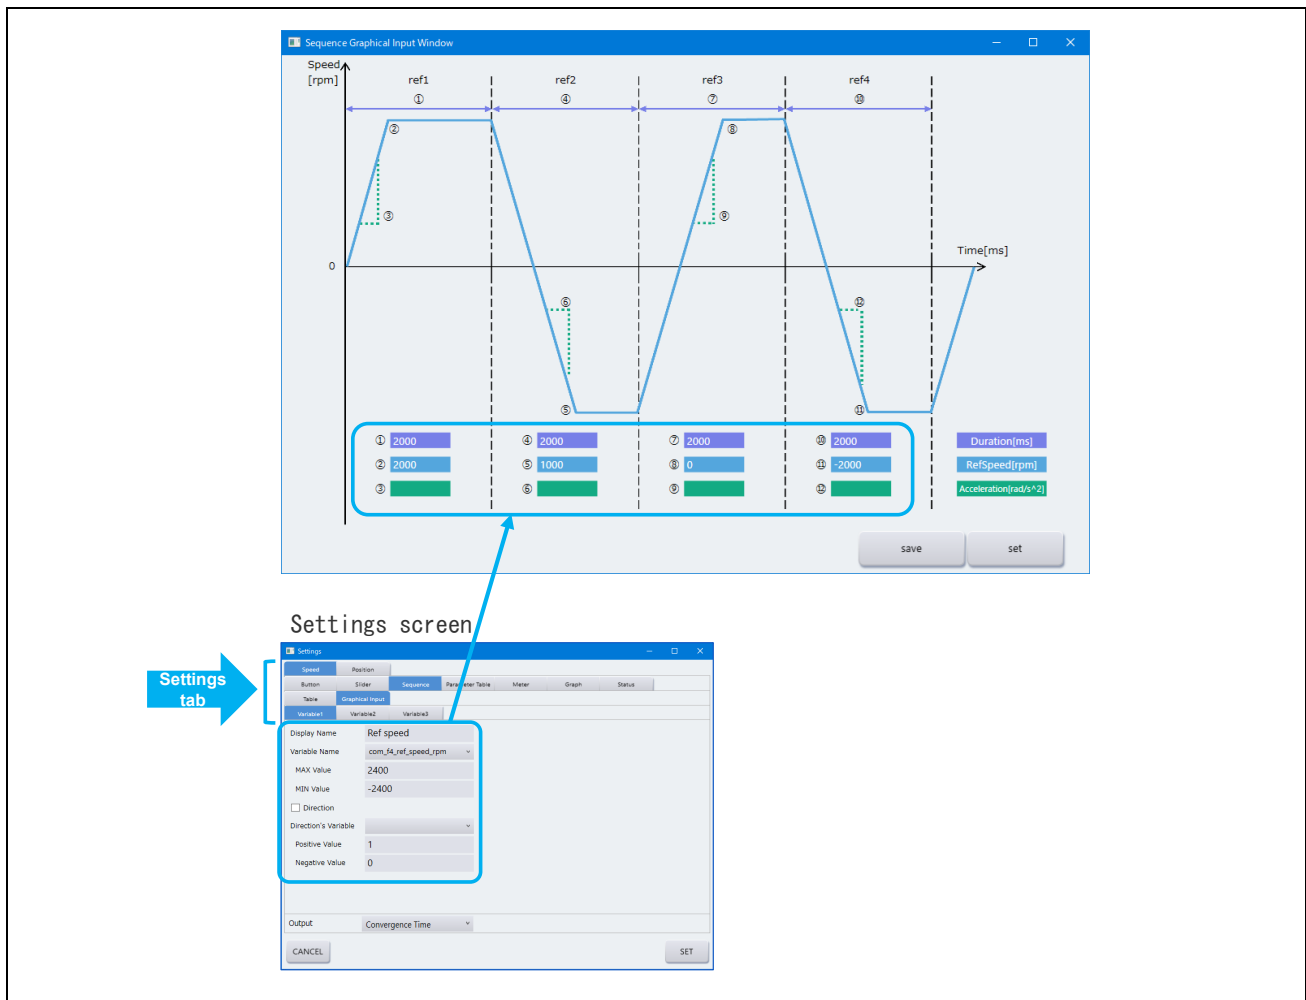 Sequence Graphical Input Window
Speed
[rpm]
ref1 ref2 ref3 ref4
① ④ ⑦ ⑩
② ⑧
③ ⑨
0
Time[ms]
⑥ ⑫
⑤ ⑪
① 2000 ④ 2000 ⑦ 2000 ⑩ 2000 Duration[ms]
② 2000 ⑤ 1000 ⑧ 0 ⑪ -2000 RefSpeed[rpm]
③ ⑥ ⑨ ⑫ Acceleration[rad/s^2]
save set
Settings screen
Settings
Settings
tab
Speed Position
Button Slider Sequence Parameter Table Meter Graph Status
Table Graphical Input
Variable1 Variable2 Variable3
Display Name Ref speed
Variable Name com_f4_ref_speed_rpm
MAX Value 2400
MIN Value -2400
Direction
Direction's Variable
Positive Value 1
Negative Value 0
Output Convergence Time
CANCEL SET